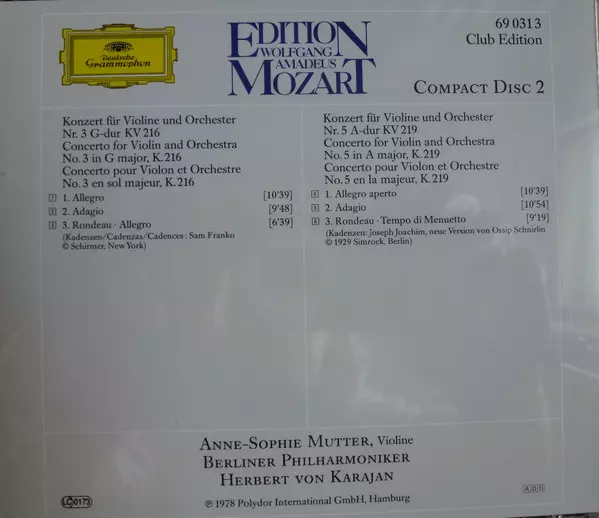 Deutsche
Grammophon
EDITION
WOLFGANG
AMADEUS
MOZART
69 0313
Club Edition
COMPACT DISC 2
Konzert für Violine und Orchester
Nr. 3 G-dur KV 216
Concerto for Violin and Orchestra
No. 3 in G major, K. 216
Concerto pour Violon et Orchestre
No. 3 en sol majeur, K. 216
1 1. Allegro [10'39]
2 2. Adagio [9'48]
3 3. Rondeau · Allegro [6'39]
(Kadenzen/Cadenzas/Cadences: Sam Franko
© Schirmer, New York)
Konzert für Violine und Orchester
Nr. 5 A-dur KV 219
Concerto for Violin and Orchestra
No. 5 in A major, K. 219
Concerto pour Violon et Orchestre
No. 5 en la majeur, K. 219
1. Allegro aperto [10'39]
2. Adagio [10'54]
3. Rondeau · Tempo di Menuetto [9'19]
(Kadenzen: Joseph Joachim, neue Version von Ossip Schnirlin
© 1929 Simrock, Berlin)
ANNE-SOPHIE MUTTER, Violine
BERLINER PHILHARMONIKER
HERBERT VON KARAJAN
℗ 1978 Polydor International GmbH, Hamburg
LC 0173
ADD